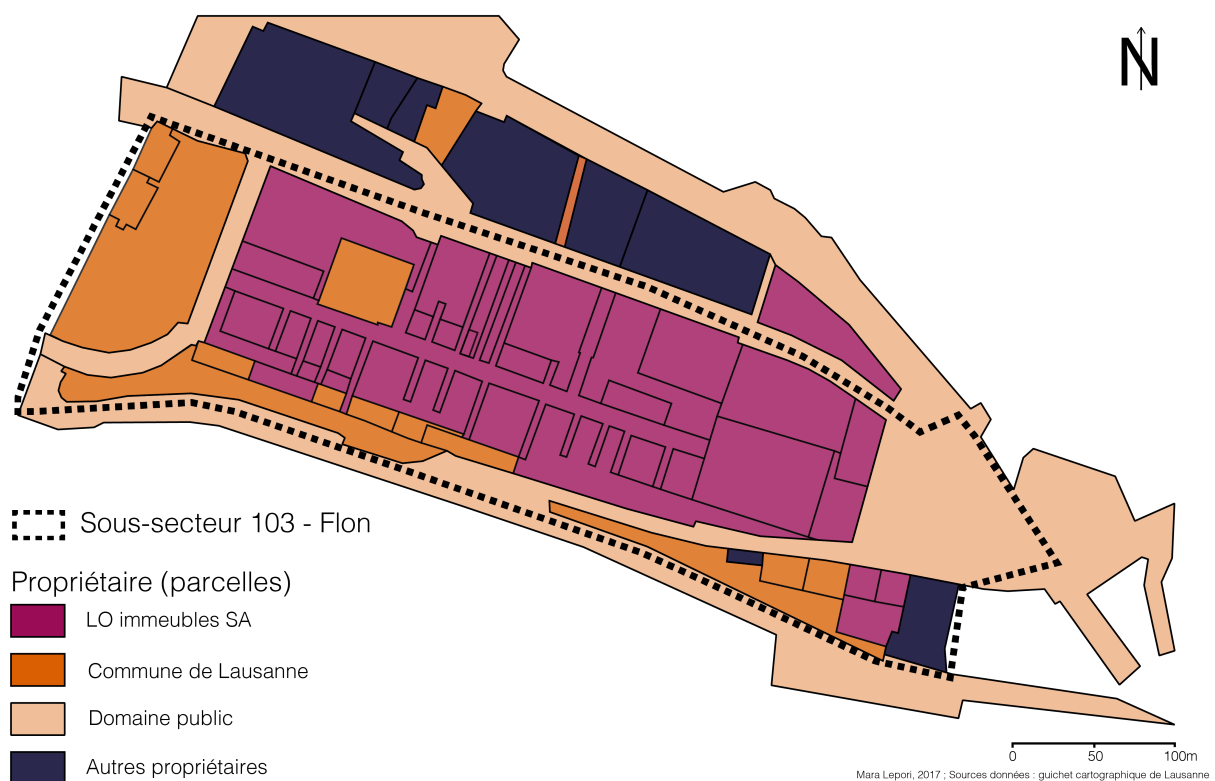 N
Sous-secteur 103 - Flon
Propriétaire (parcelles)
LO immeubles SA
Commune de Lausanne
Domaine public
Autres propriétaires
0 50 100m
Mara Lepori, 2017 ; Sources données : guichet cartographique de Lausanne